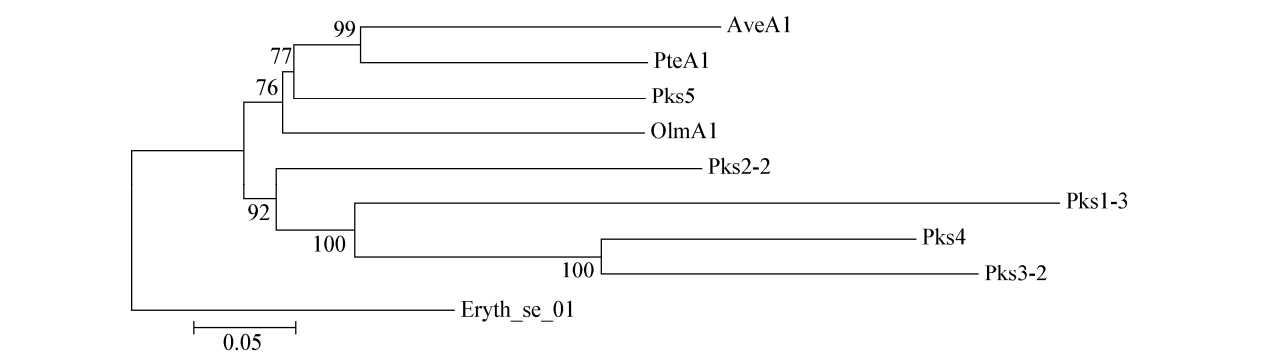 99
AveA1
77
PteA1
76
Pks5
OlmA1
Pks2-2
92
Pks1-3
100
Pks4
100
Pks3-2
Eryth_se_01
0.05